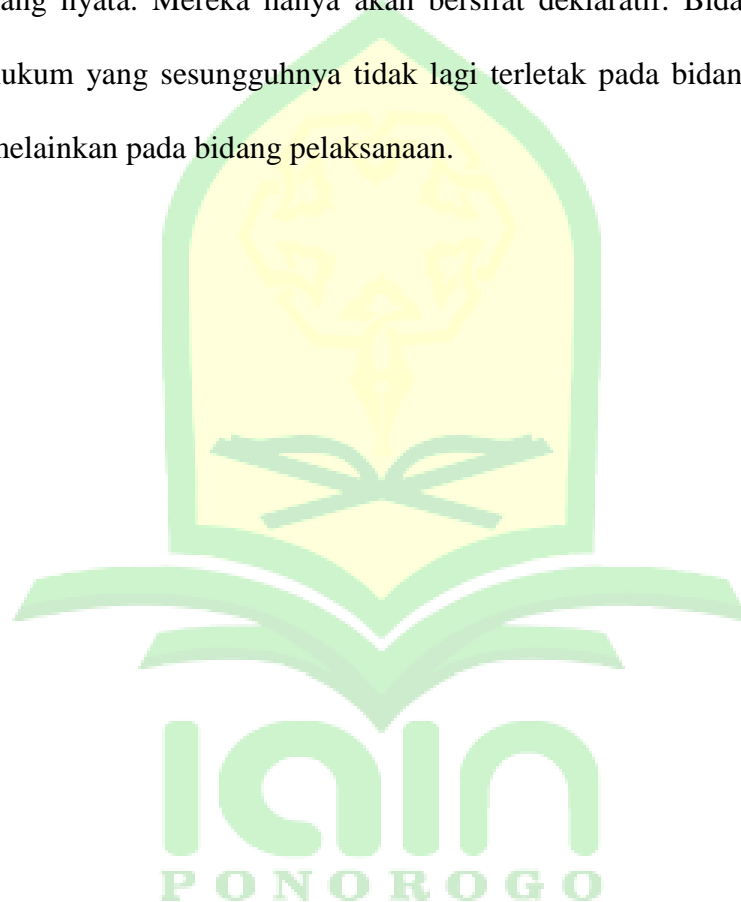 ang nyata. Mereka hanya akan bersifat deklaratif. Bida
ukum yang sesungguhnya tidak lagi terletak pada bidan
nelainkan pada bidang pelaksanaan.
iain
PONOROGO